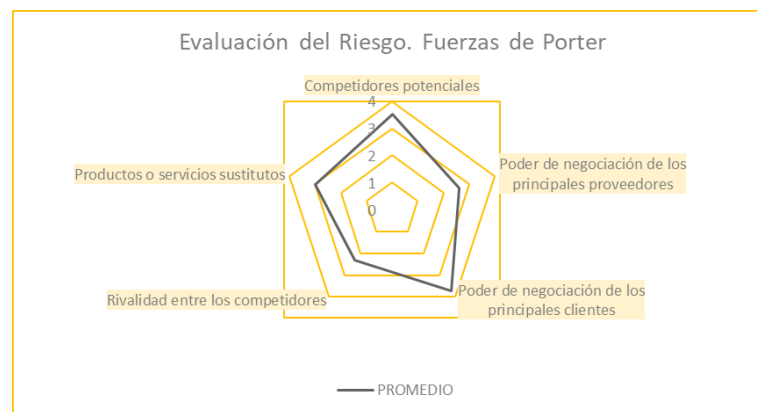 Evaluación del Riesgo. Fuerzas de Porter
Competidores potenciales
4
3
2
1
0
Productos o servicios sustitutos
Poder de negociación de los
principales proveedores
Rivalidad entre los competidores
Poder de negociación de los
principales clientes
PROMEDIO